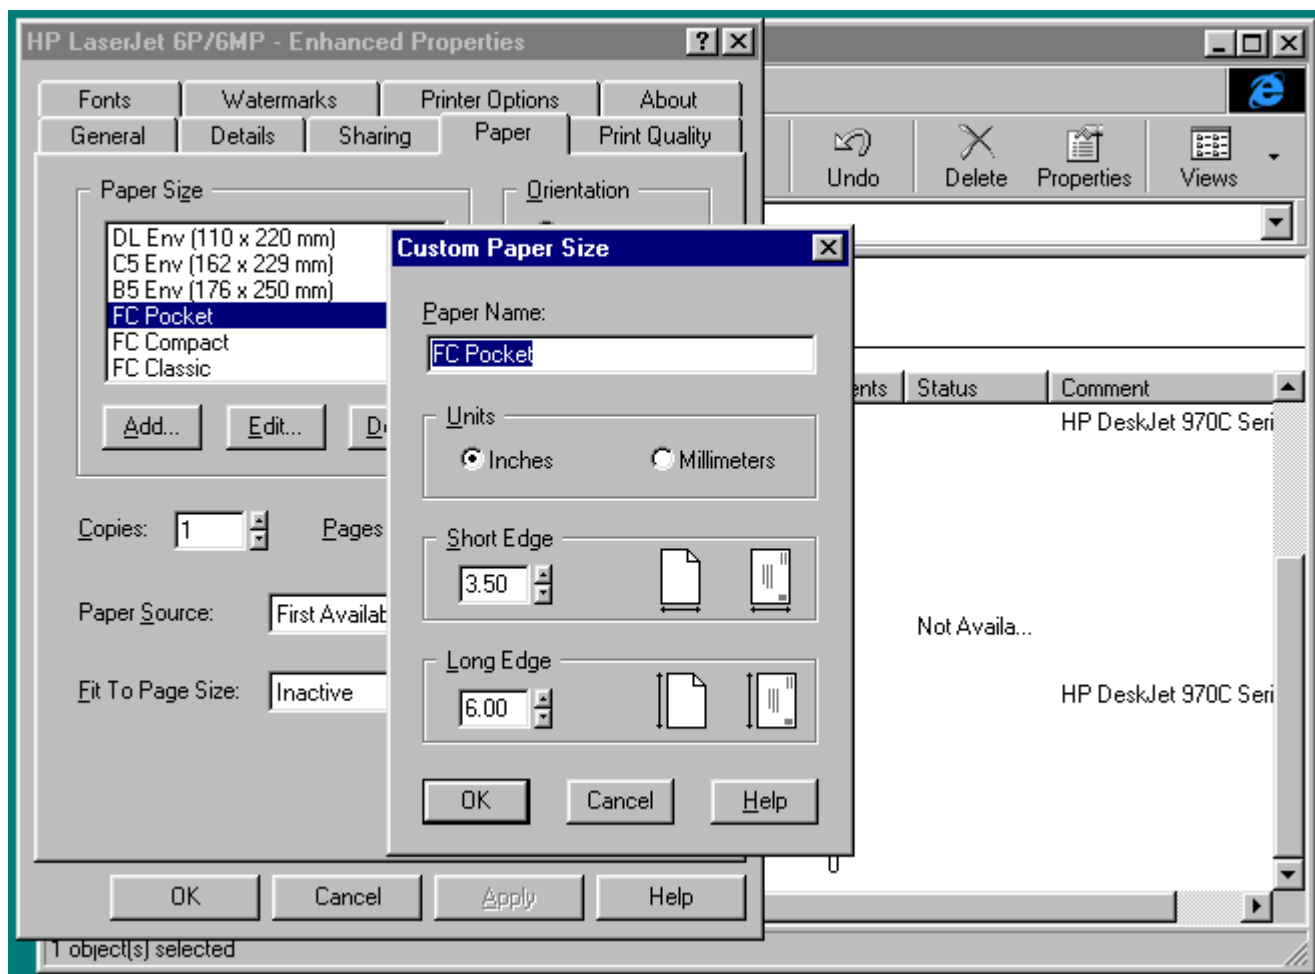 HP LaserJet 6P/6MP - Enhanced Properties
Fonts Watermarks Printer Options About
General Details Sharing Paper Print Quality
Undo Delete Properties Views
Paper Size
Orientation
DL Env (110 x 220 mm)
C5 Env (162 x 229 mm)
B5 Env (176 x 250 mm)
FC Pocket
FC Compact
FC Classic
Add... Edit...
Copies: 1 Pages
Paper Source: First Availab
Fit To Page Size: Inactive
OK Cancel Apply Help
Custom Paper Size
Paper Name:
FC Pocket
Units
Inches Millimeters
Short Edge
3.50
Long Edge
6.00
OK Cancel Help
ents Status Comment
HP DeskJet 970C Seri
Not Availa...
HP DeskJet 970C Seri
1 object(s) selected